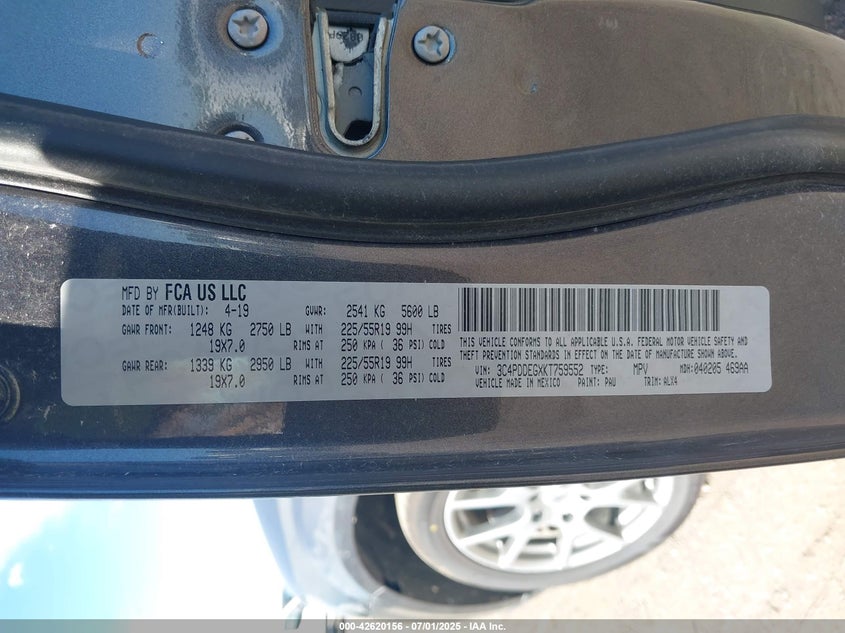 MFD BY FCA US LLC
DATE OF MFR(BUILT): 4-19 GVWR: 2541 KG 5600 LB
GAWR FRONT: 1248 KG 2750 LB WITH 225/55R19 99H TIRES
19X7.0 RIMS AT 250 KPA ( 36 PSI) COLD
GAWR REAR: 1339 KG 2950 LB WITH 225/55R19 99H TIRES
19X7.0 RIMS AT 250 KPA ( 36 PSI) COLD
THIS VEHICLE CONFORMS TO ALL APPLICABLE U.S.A. FEDERAL MOTOR VEHICLE SAFETY AND
THEFT PREVENTION STANDARDS IN EFFECT ON THE DATE OF MANUFACTURE SHOWN ABOVE.
VIN: 3C4PDDEGXKT759552 TYPE: MPV MDH:040205 469AA
VEHICLE MADE IN MEXICO PAINT: PAU TRIM: ALX4
000-42620156 - 07/01/2025 - IAA Inc.